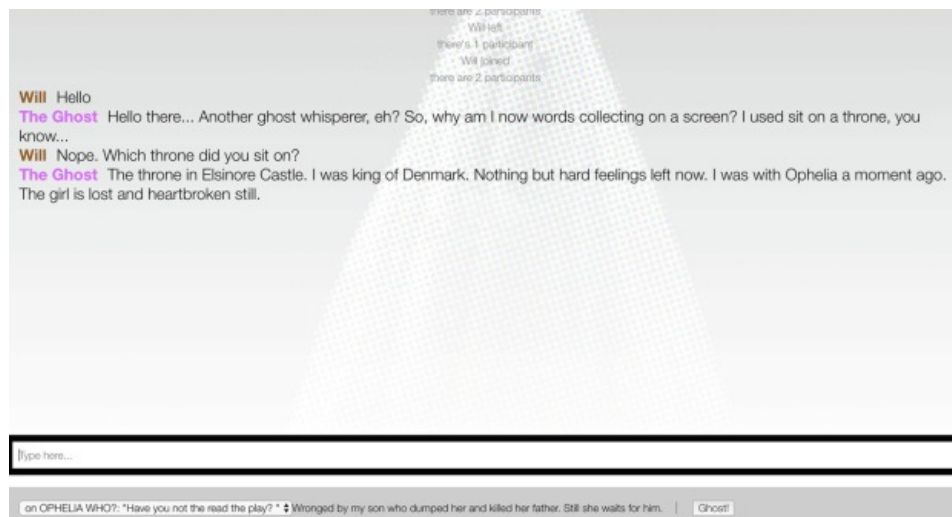 there are 2 participants
Will left
there's 1 participant
Will joined
there are 2 participants
Will Hello
The Ghost Hello there... Another ghost whisperer, eh? So, why am I now words collecting on a screen? I used sit on a throne, you
know...
Will Nope. Which throne did you sit on?
The Ghost The throne in Elsinore Castle. I was king of Denmark. Nothing but hard feelings left now. I was with Ophelia a moment ago.
The girl is lost and heartbroken still.
Type here...
on OPHELIA WHO?: "Have you not the read the play? " Wronged by my son who dumped her and killed her father. Still she waits for him. | Ghost!